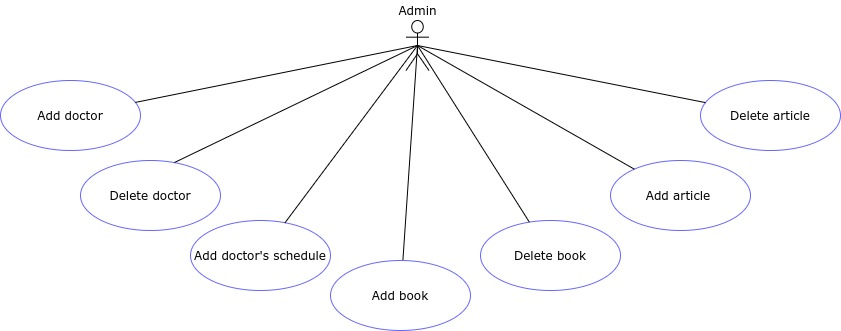 Admin
Add doctor
Delete article
Delete doctor
Add article
Add doctor's schedule
Delete book
Add book